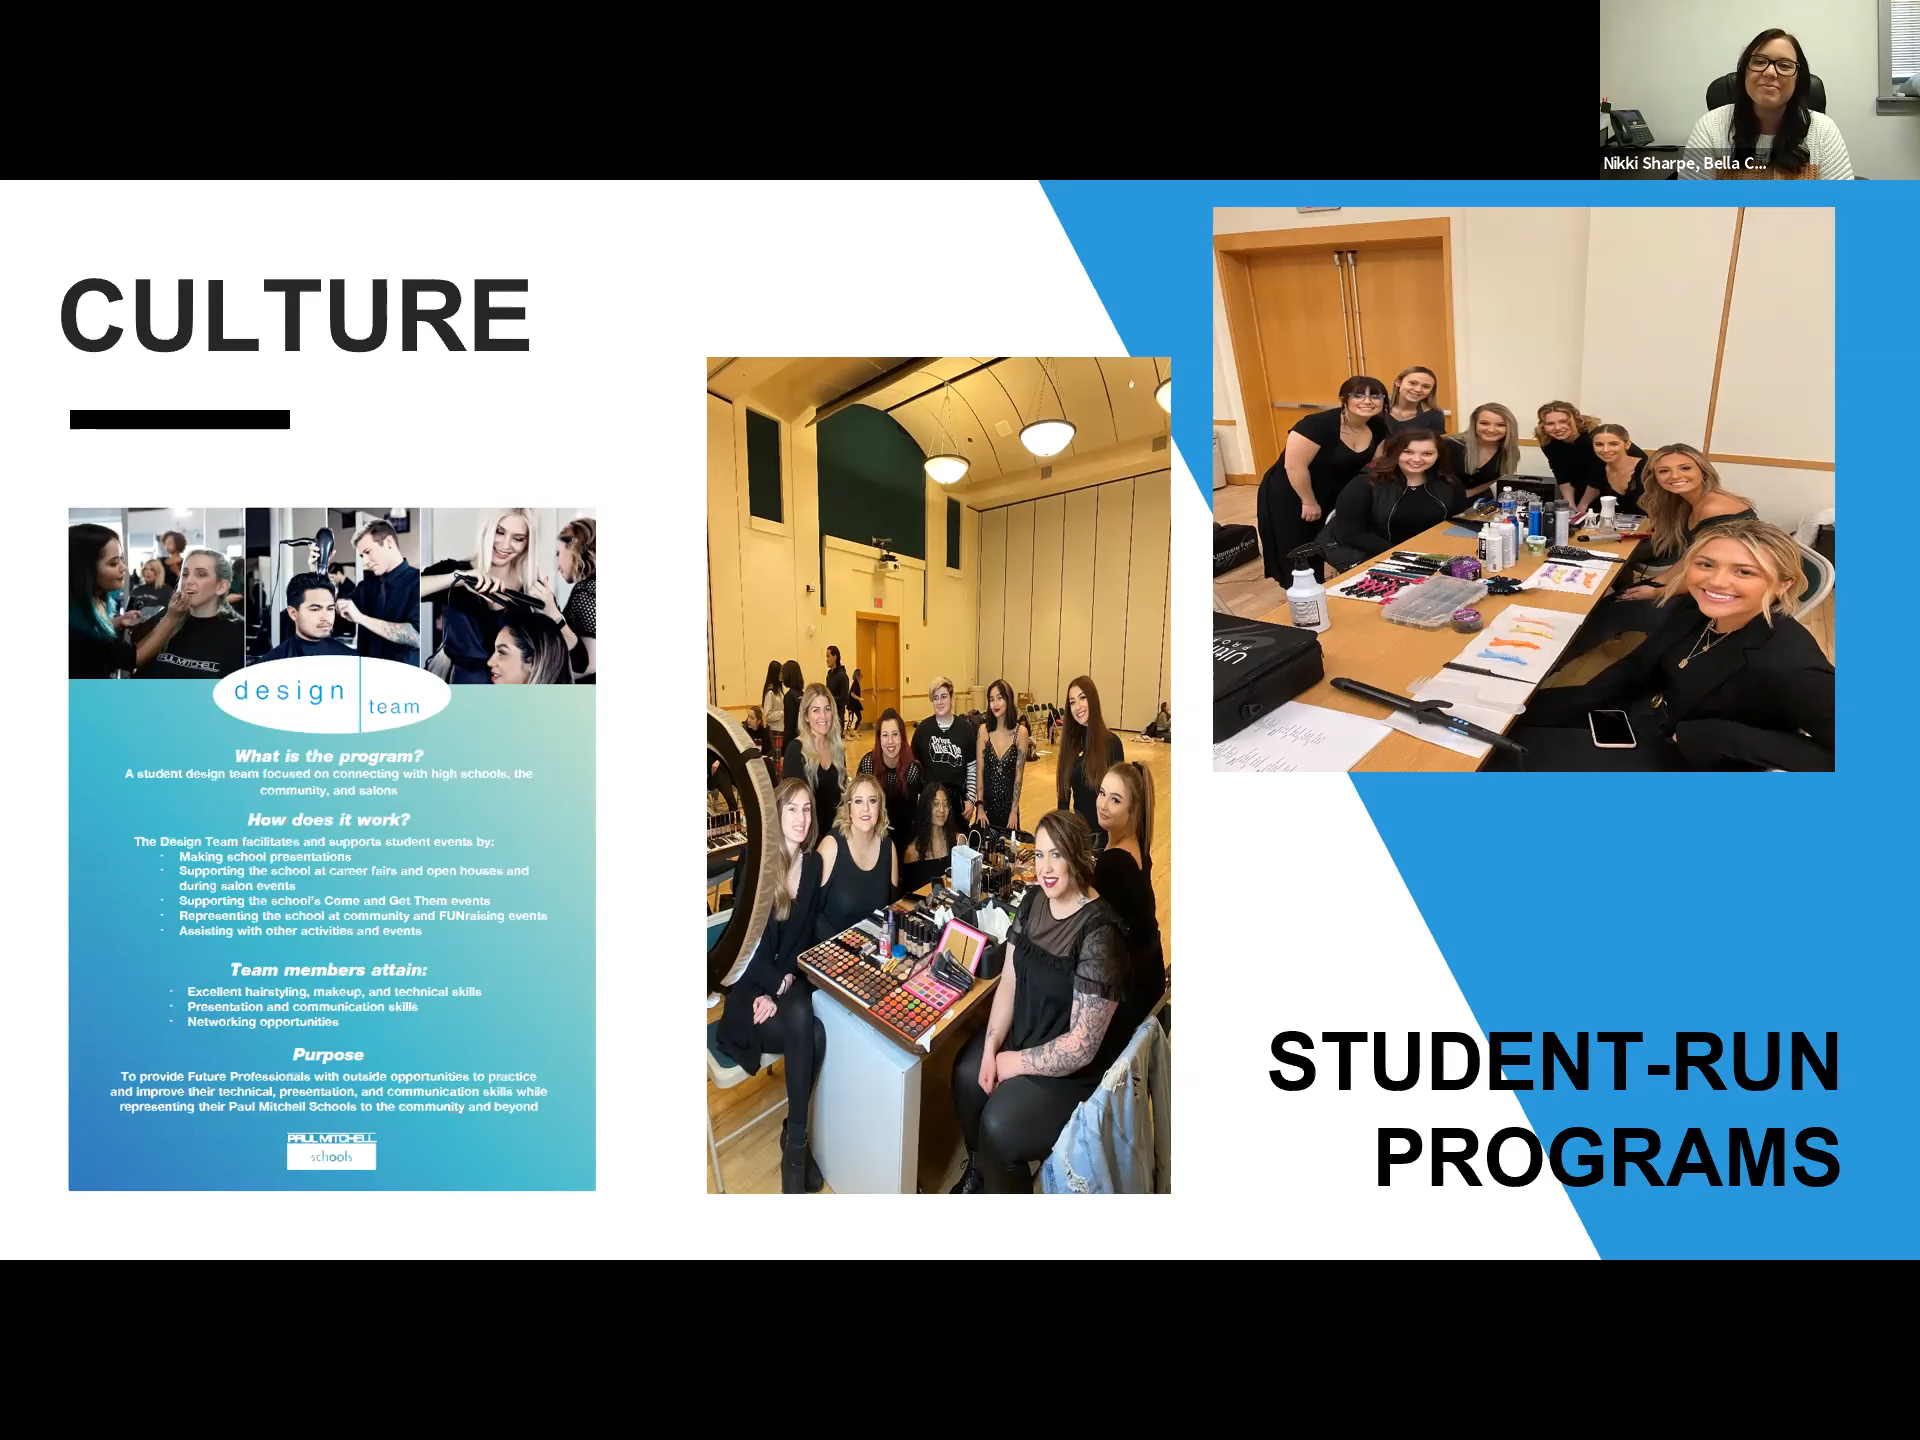 Nikki Sharpe, Bella C...
CULTURE
PAUL MITCHELL
design team
What is the program?
A student design team focused on connecting with high schools, the
community, and salons
How does it work?
The Design Team facilitates and supports student events by:
- Making school presentations
- Supporting the school at career fairs and open houses and
during salon events
- Supporting the school's Come and Get Them events
- Representing the school at community and FUNraising events
- Assisting with other activities and events
Team members attain:
- Excellent hairstyling, makeup, and technical skills
- Presentation and communication skills
- Networking opportunities
Purpose
To provide Future Professionals with outside opportunities to practice
and improve their technical, presentation, and communication skills while
representing their Paul Mitchell Schools to the community and beyond
PAUL MITCHELL
schools
Ultimate Face
STUDENT-RUN
PROGRAMS